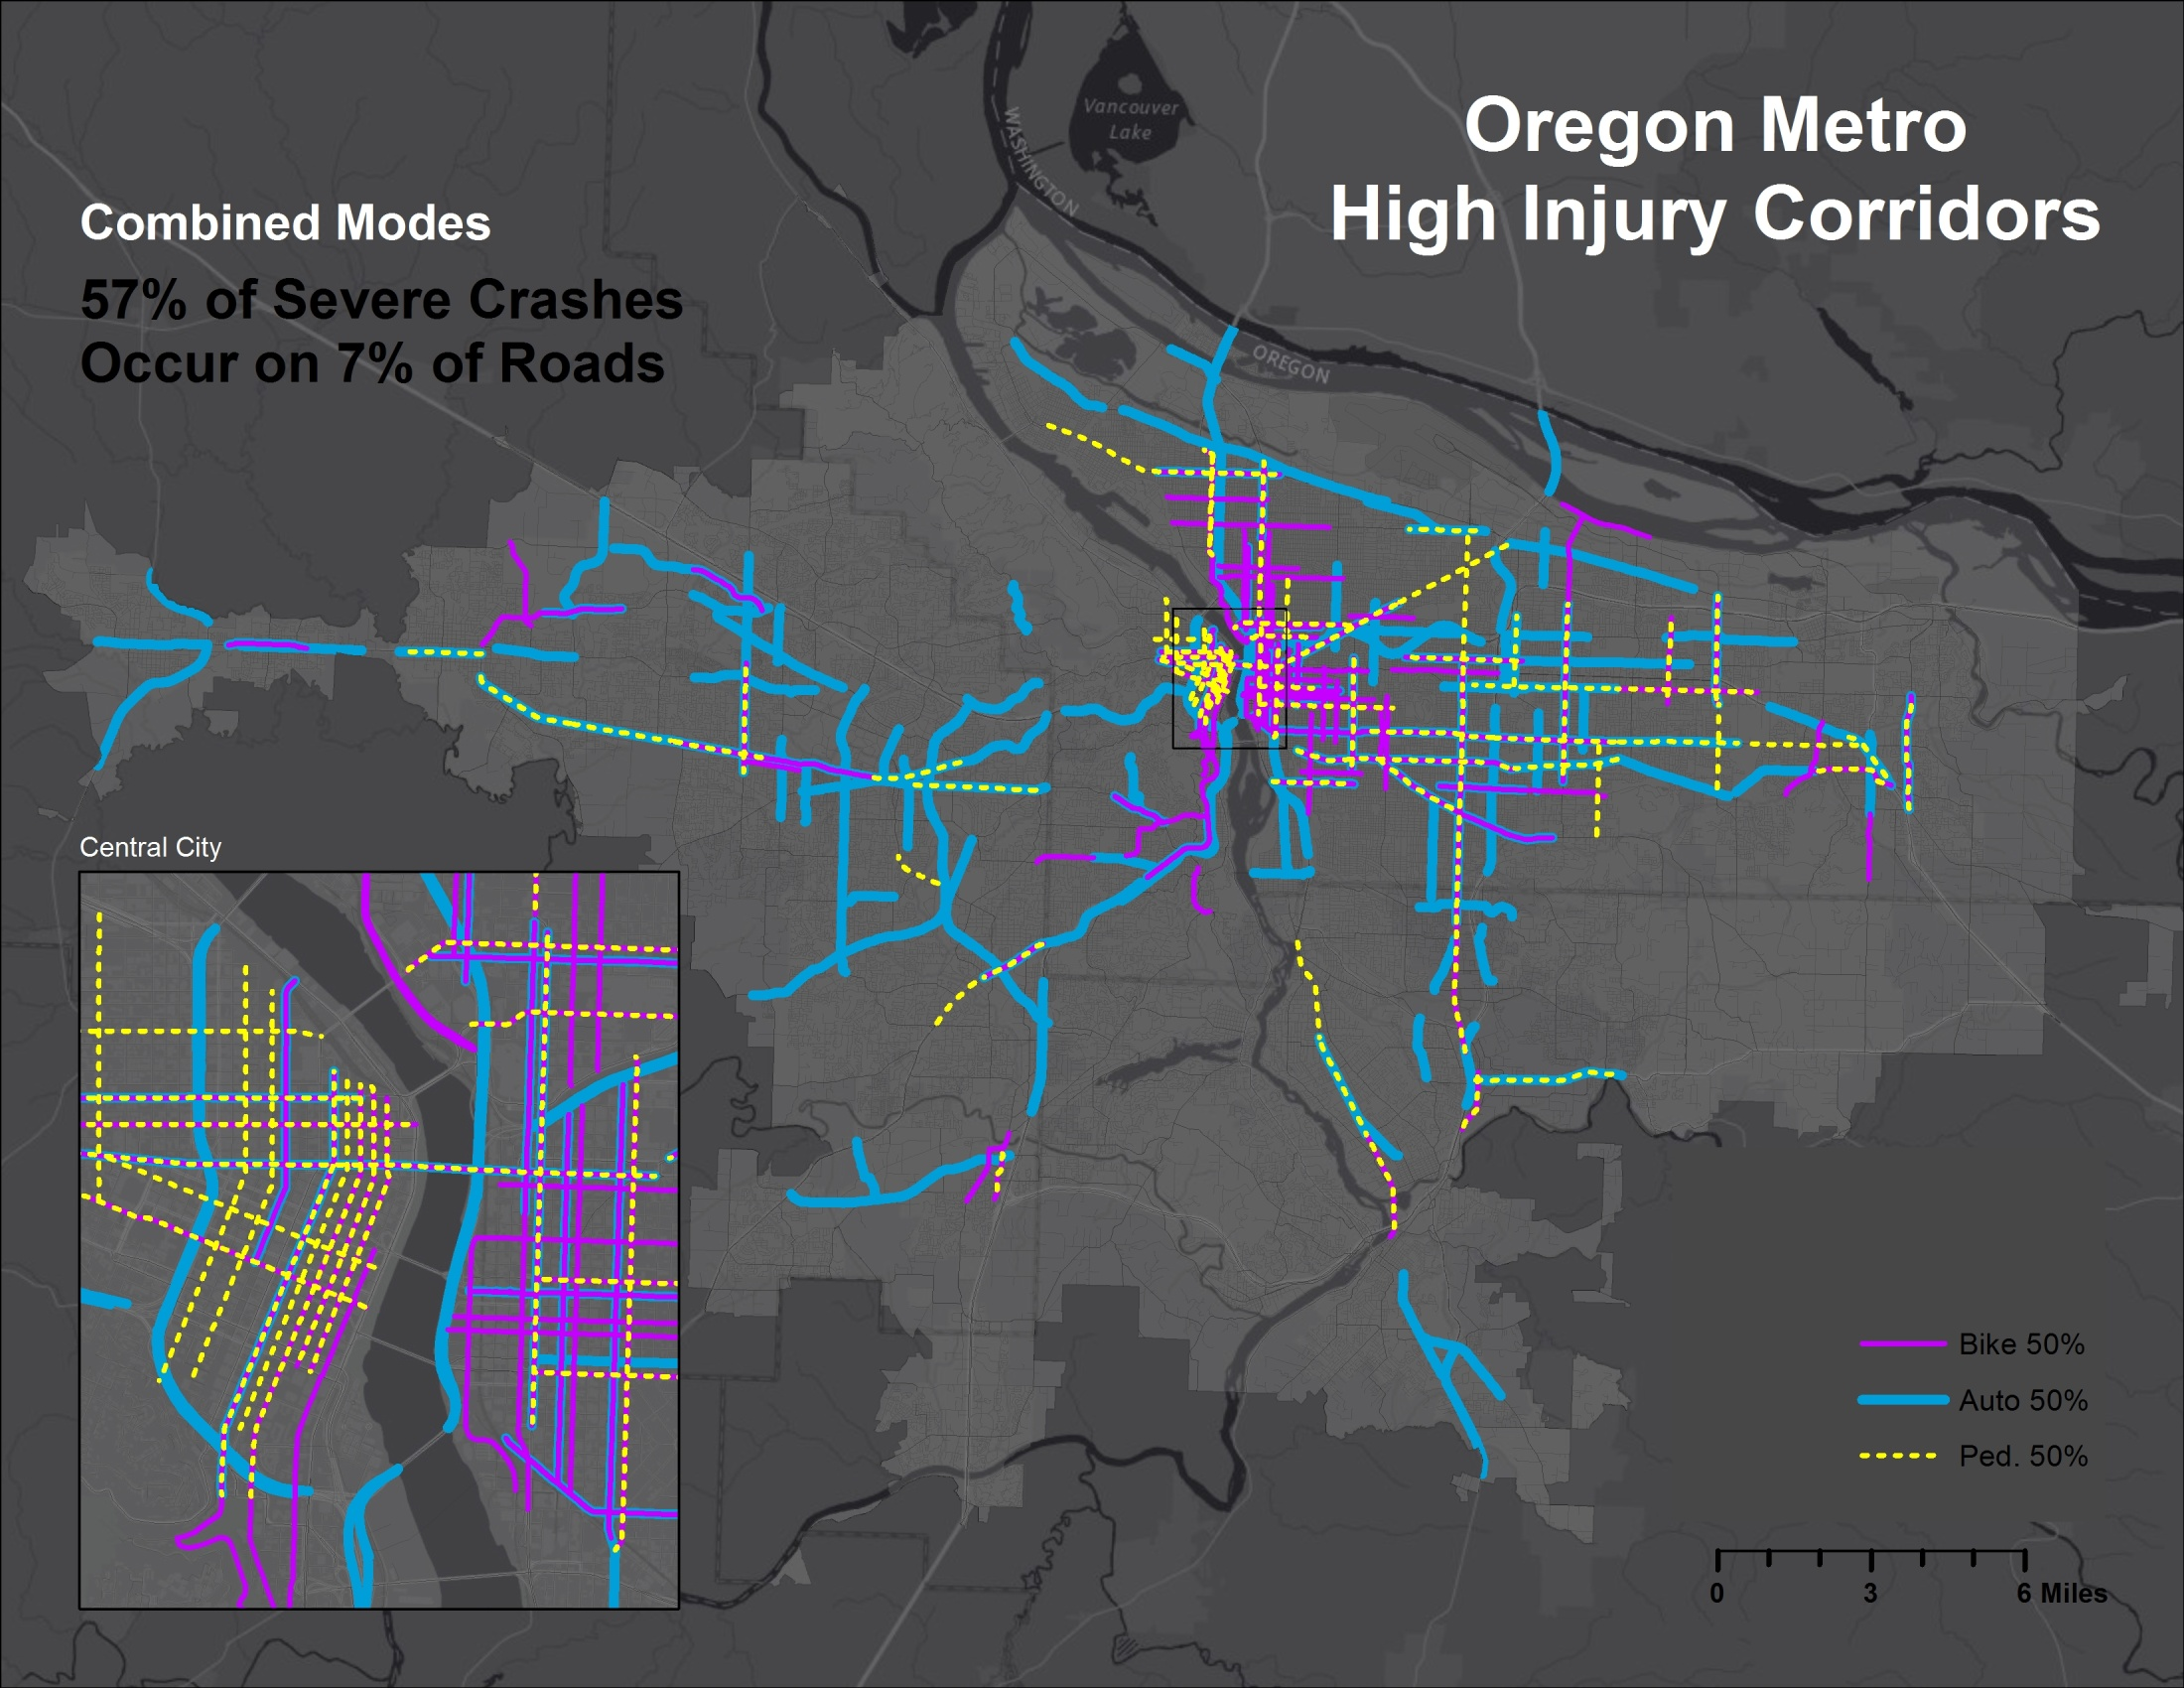 Oregon Metro
High Injury Corridors
Combined Modes
57% of Severe Crashes
Occur on 7% of Roads
Vancouver
Lake
WASHINGTON
OREGON
Central City
Bike 50%
Auto 50%
Ped. 50%
0 3 6 Miles